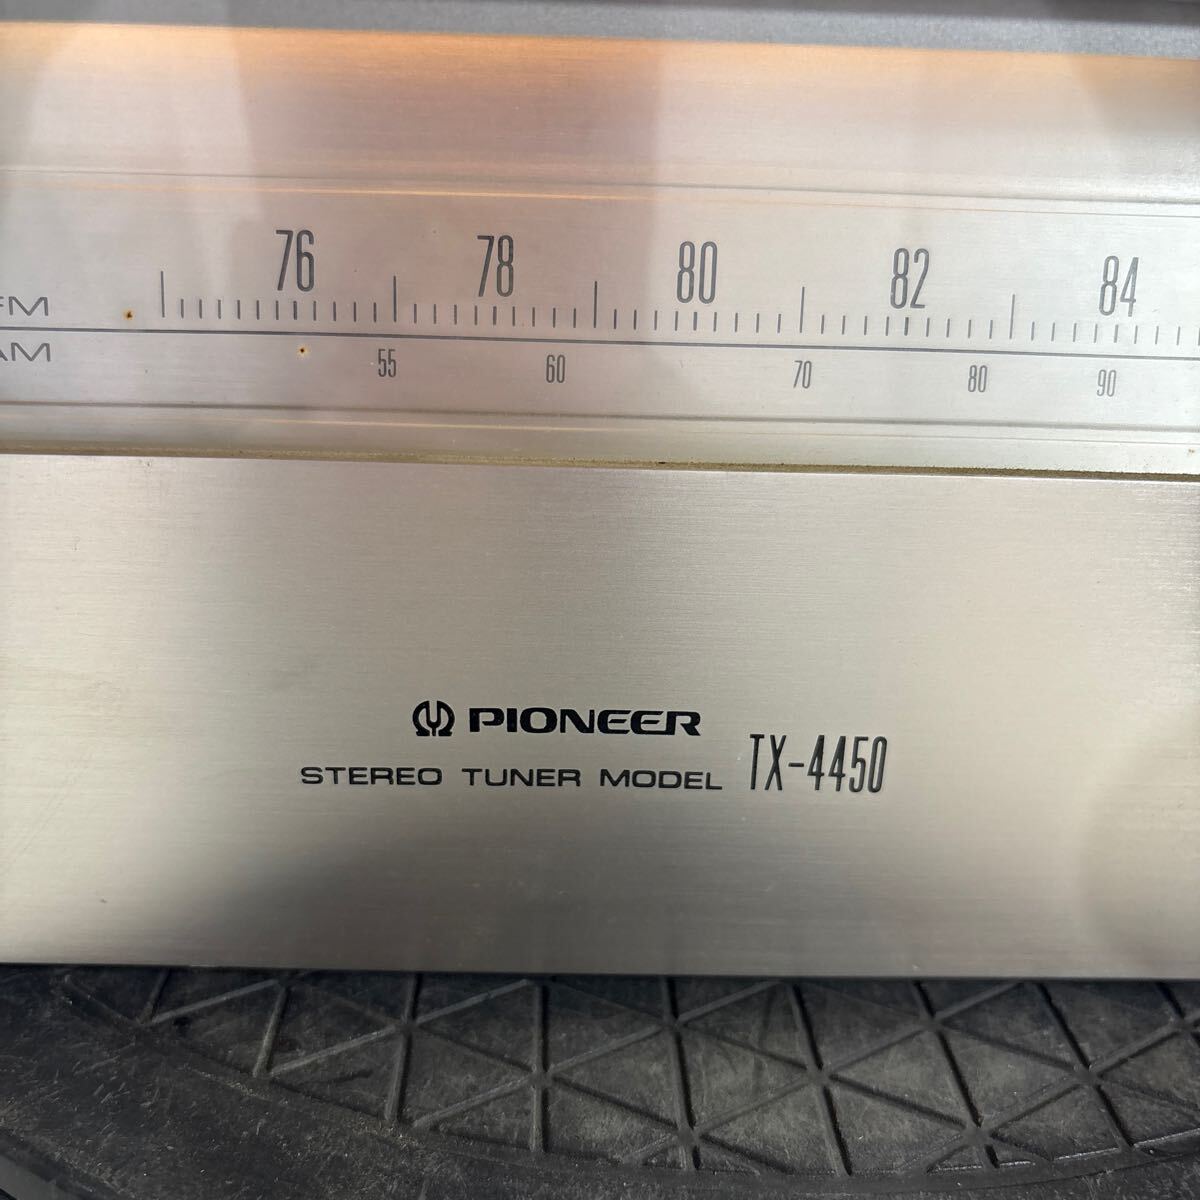 76 78 80 82 84
FM
AM 55 60 70 80 90
PIONEER
STEREO TUNER MODEL TX-4450